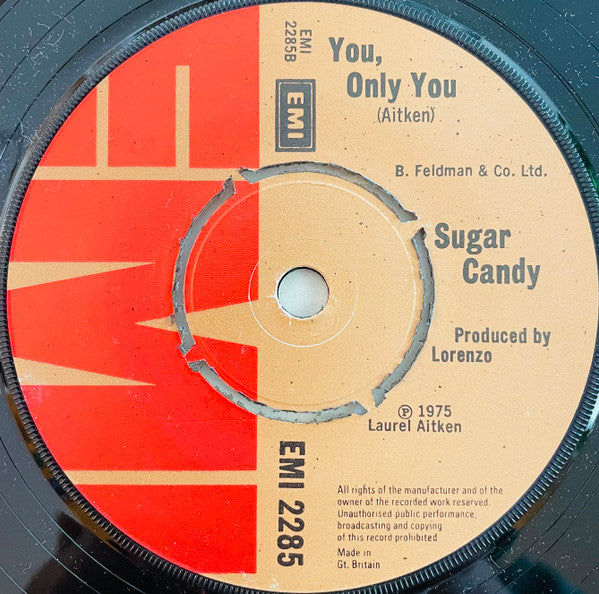 EMI
2285B
EMI
You,
Only You
(Aitken)
B. Feldman & Co. Ltd.
Sugar
Candy
Produced by
Lorenzo
℗ 1975
Laurel Aitken
EMI 2285
All rights of the manufacturer and of the
owner of the recorded work reserved.
Unauthorised public performance,
broadcasting and copying
of this record prohibited
Made in
Gt. Britain
EMI